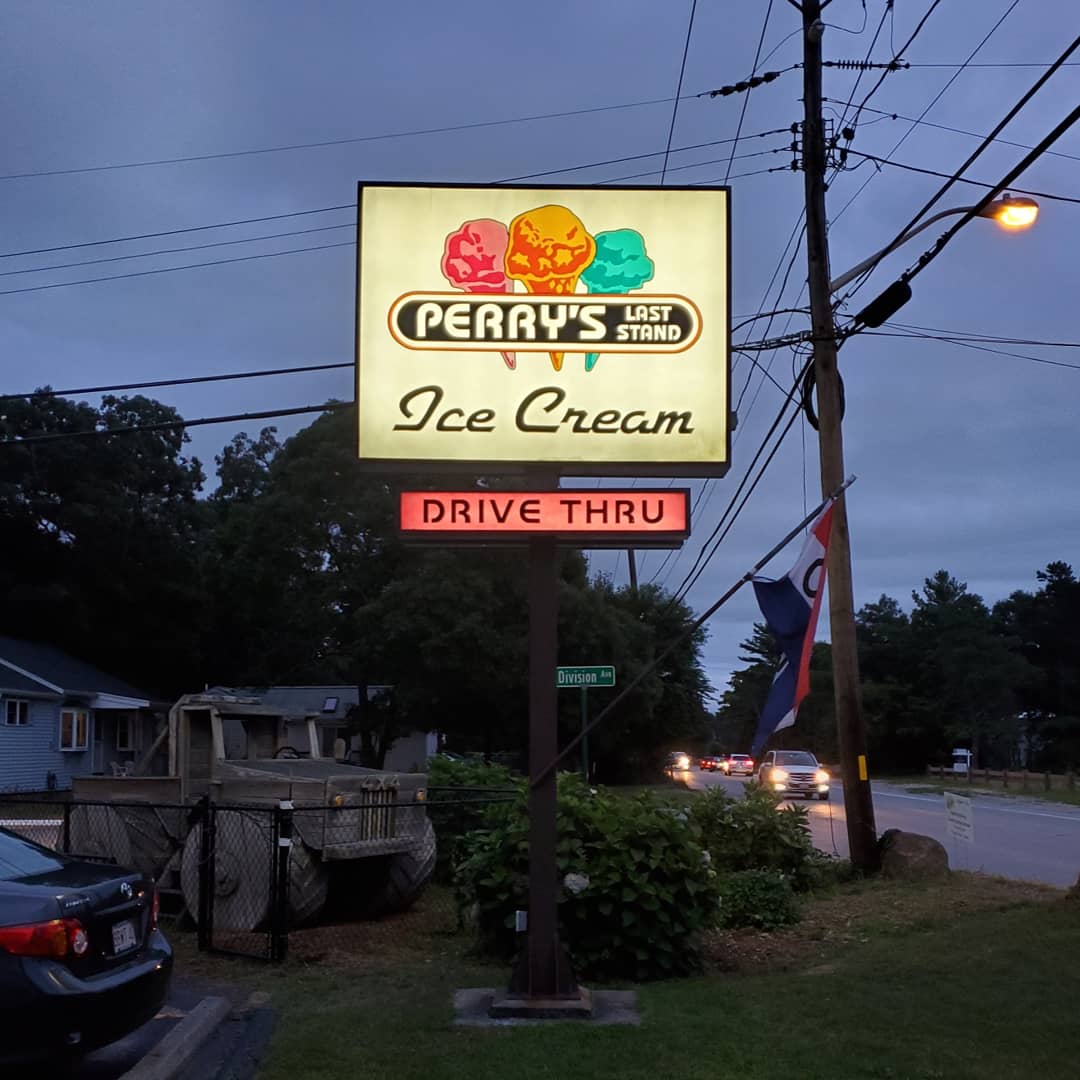 PERRY'S
LAST
STAND
Ice Cream
DRIVE THRU
Division Ave